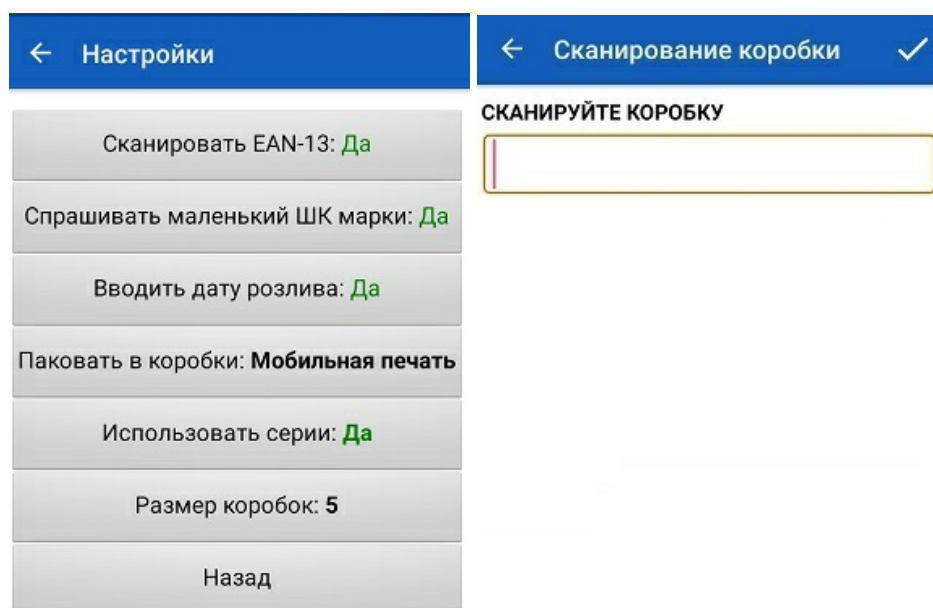 Настройки
Сканировать EAN-13: Да
Спрашивать маленький ШК марки: Да
Вводить дату розлива: Да
Паковать в коробки: Мобильная печать
Использовать серии: Да
Размер коробок: 5
Назад
Сканирование коробки
СКАНИРУЙТЕ КОРОБКУ